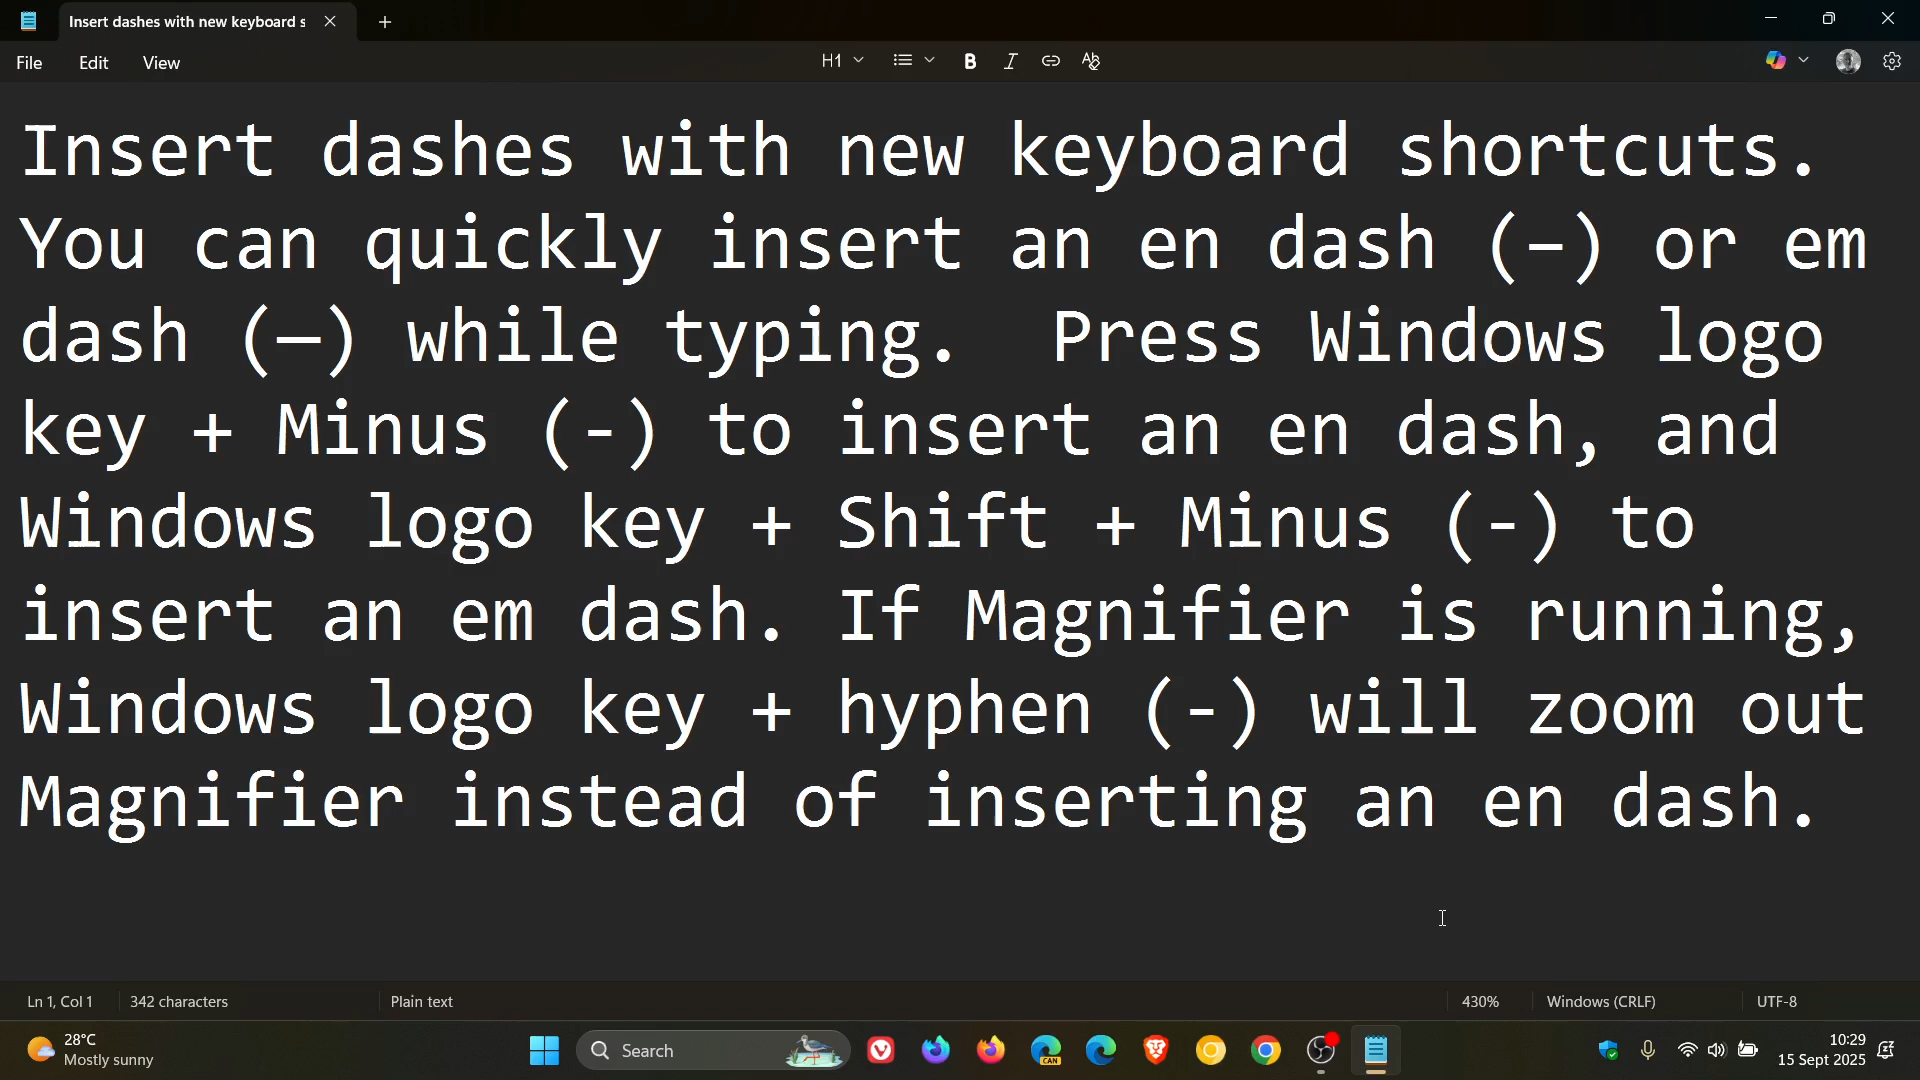 Insert dashes with new keyboard s
File Edit View H1
Insert dashes with new keyboard shortcuts.
You can quickly insert an en dash (–) or em
dash (—) while typing.  Press Windows logo
key + Minus (-) to insert an en dash, and
Windows logo key + Shift + Minus (-) to
insert an em dash. If Magnifier is running,
Windows logo key + hyphen (-) will zoom out
Magnifier instead of inserting an en dash.
Ln 1, Col 1 342 characters Plain text 430% Windows (CRLF) UTF-8
28°C
Mostly sunny
Search
CAN
10:29
15 Sept 2025